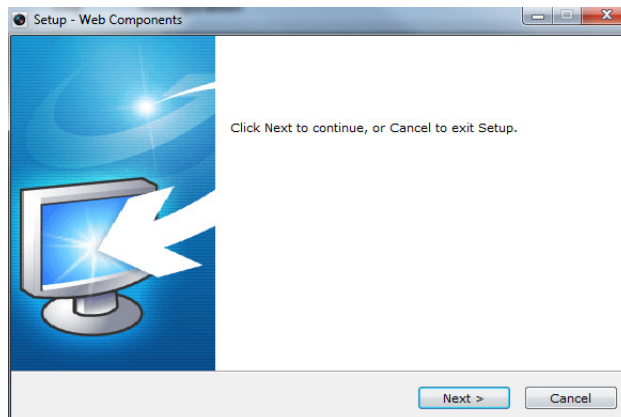 Setup - Web Components
Click Next to continue, or Cancel to exit Setup.
Next >
Cancel